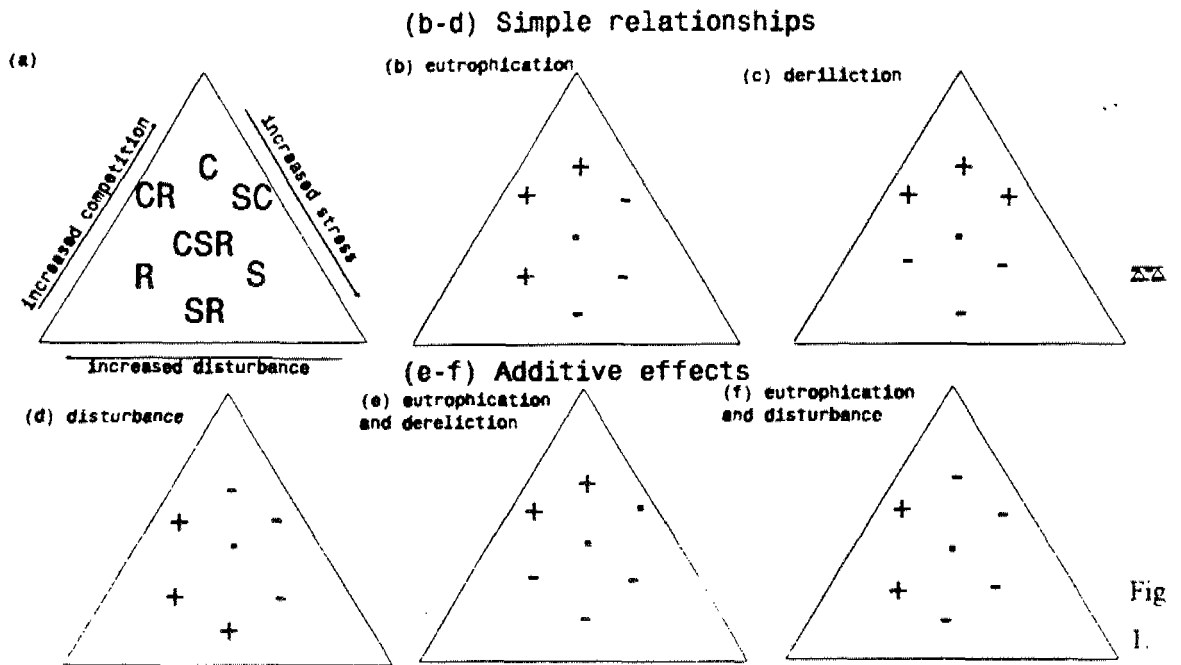 (b-d) Simple relationships
(a)
(b) eutrophication
(c) deriliction
increased competition
increased stress
C
CR SC
CSR
R S
SR
increased disturbance
+
+ -
.
+ -
-
+
+ +
.
- -
-
(e-f) Additive effects
(d) disturbance
(e) eutrophication
and dereliction
(f) eutrophication
and disturbance
-
+ -
.
+ -
+
+
+ .
.
- -
-
-
+ -
.
+ -
-
Fig
1.